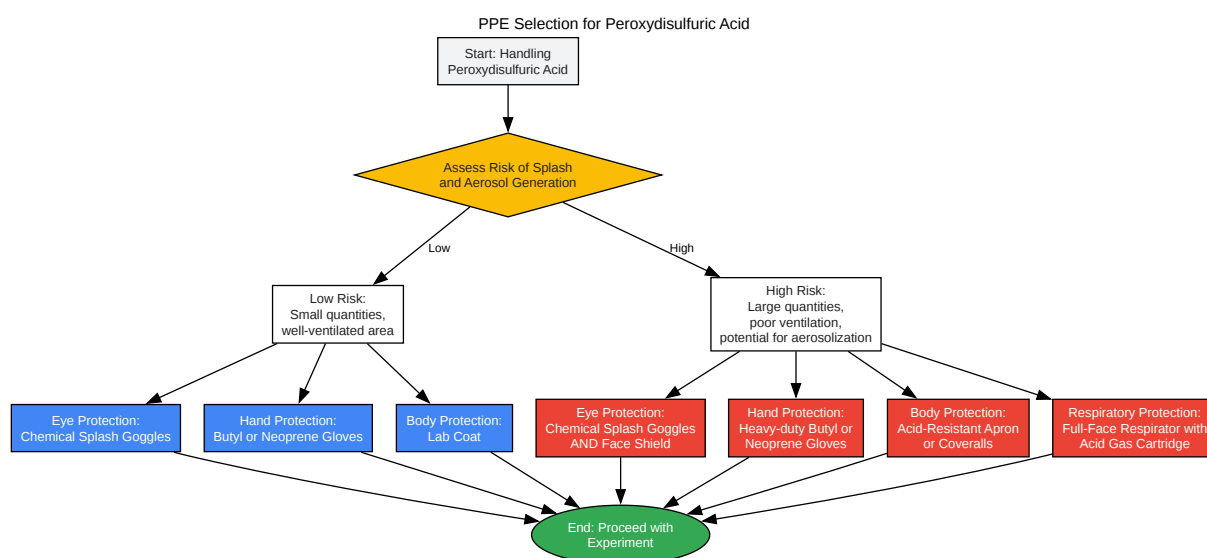 PPE Selection for Peroxydisulfuric Acid
Start: Handling
Peroxydisulfuric Acid
Assess Risk of Splash
and Aerosol Generation
Low
High
Low Risk:
Small quantities,
well-ventilated area
High Risk:
Large quantities,
poor ventilation,
potential for aerosolization
Eye Protection:
Chemical Splash Goggles
Hand Protection:
Butyl or Neoprene Gloves
Body Protection:
Lab Coat
Eye Protection:
Chemical Splash Goggles
AND Face Shield
Hand Protection:
Heavy-duty Butyl or
Neoprene Gloves
Body Protection:
Acid-Resistant Apron
or Coveralls
Respiratory Protection:
Full-Face Respirator with
Acid Gas Cartridge
End: Proceed with
Experiment